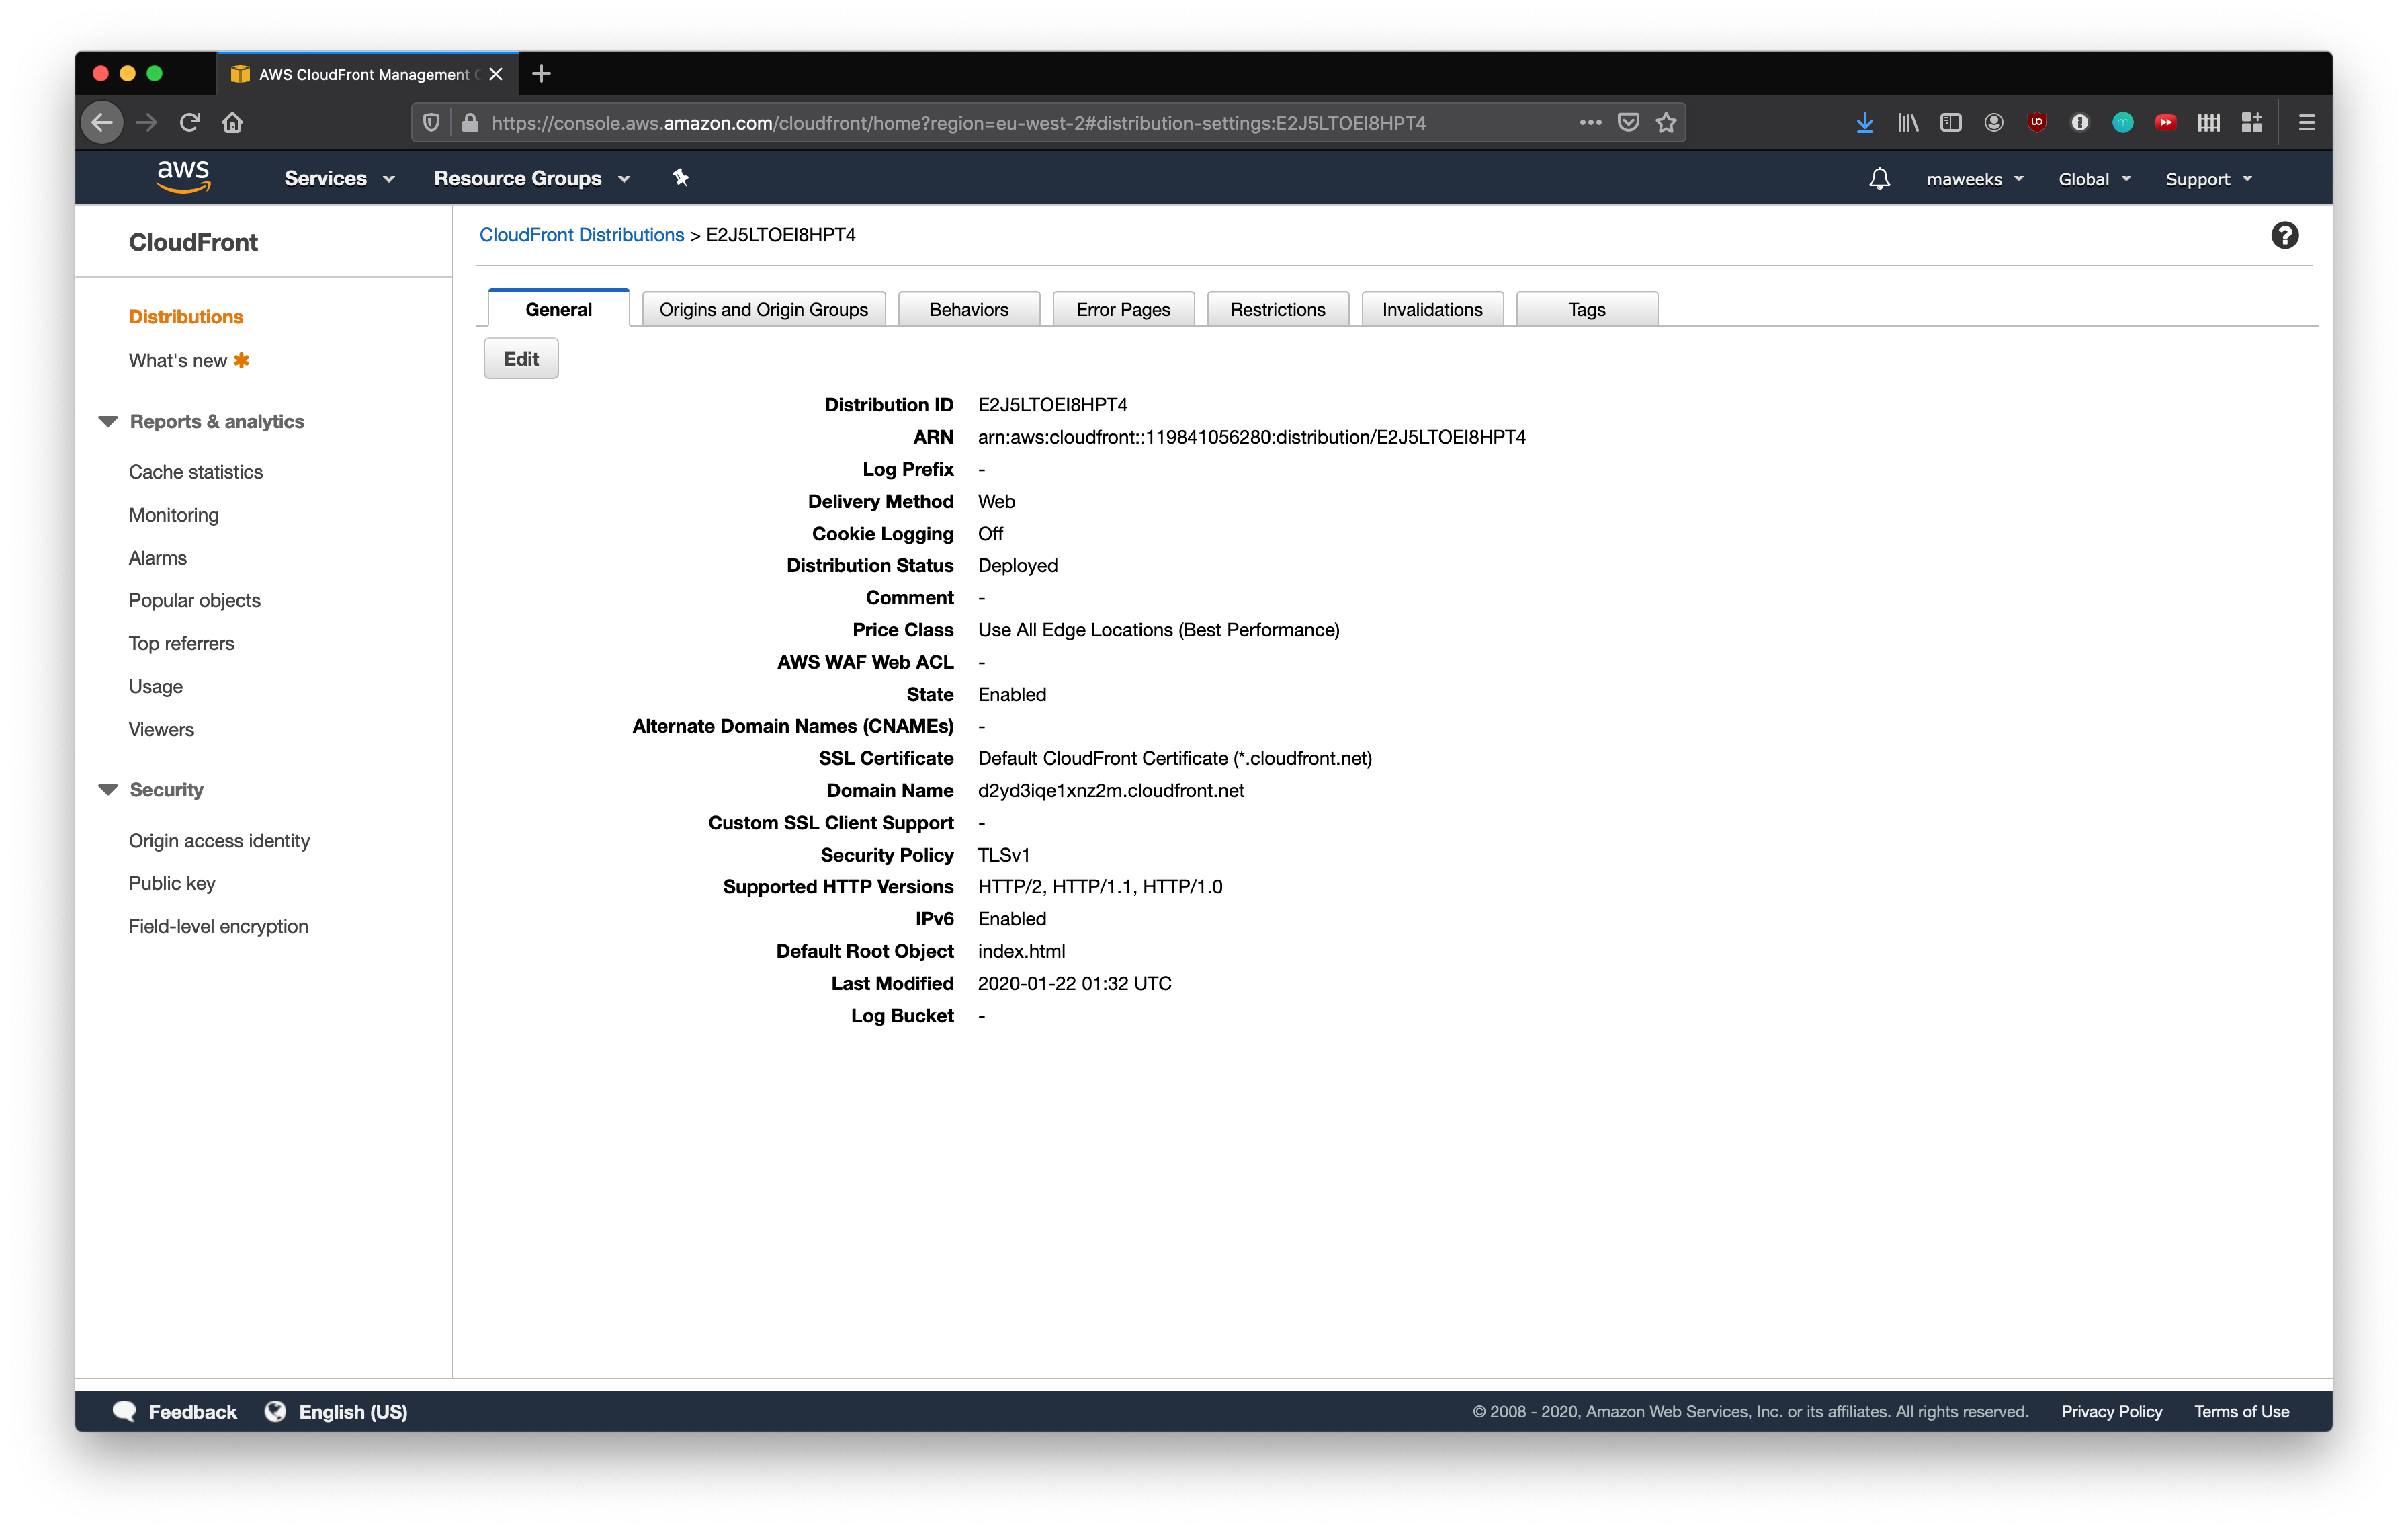 AWS CloudFront Management
https://console.aws.amazon.com/cloudfront/home?region=eu-west-2#distribution-settings:E2J5LTOEI8HPT4
aws Services Resource Groups maweeks Global Support
CloudFront
Distributions
What's new
Reports & analytics
Cache statistics
Monitoring
Alarms
Popular objects
Top referrers
Usage
Viewers
Security
Origin access identity
Public key
Field-level encryption
CloudFront Distributions > E2J5LTOEI8HPT4
General Origins and Origin Groups Behaviors Error Pages Restrictions Invalidations Tags
Edit
Distribution ID E2J5LTOEI8HPT4
ARN arn:aws:cloudfront::119841056280:distribution/E2J5LTOEI8HPT4
Log Prefix -
Delivery Method Web
Cookie Logging Off
Distribution Status Deployed
Comment -
Price Class Use All Edge Locations (Best Performance)
AWS WAF Web ACL -
State Enabled
Alternate Domain Names (CNAMEs) -
SSL Certificate Default CloudFront Certificate (*.cloudfront.net)
Domain Name d2yd3iqe1xnz2m.cloudfront.net
Custom SSL Client Support -
Security Policy TLSv1
Supported HTTP Versions HTTP/2, HTTP/1.1, HTTP/1.0
IPv6 Enabled
Default Root Object index.html
Last Modified 2020-01-22 01:32 UTC
Log Bucket -
Feedback English (US) © 2008 - 2020, Amazon Web Services, Inc. or its affiliates. All rights reserved. Privacy Policy Terms of Use